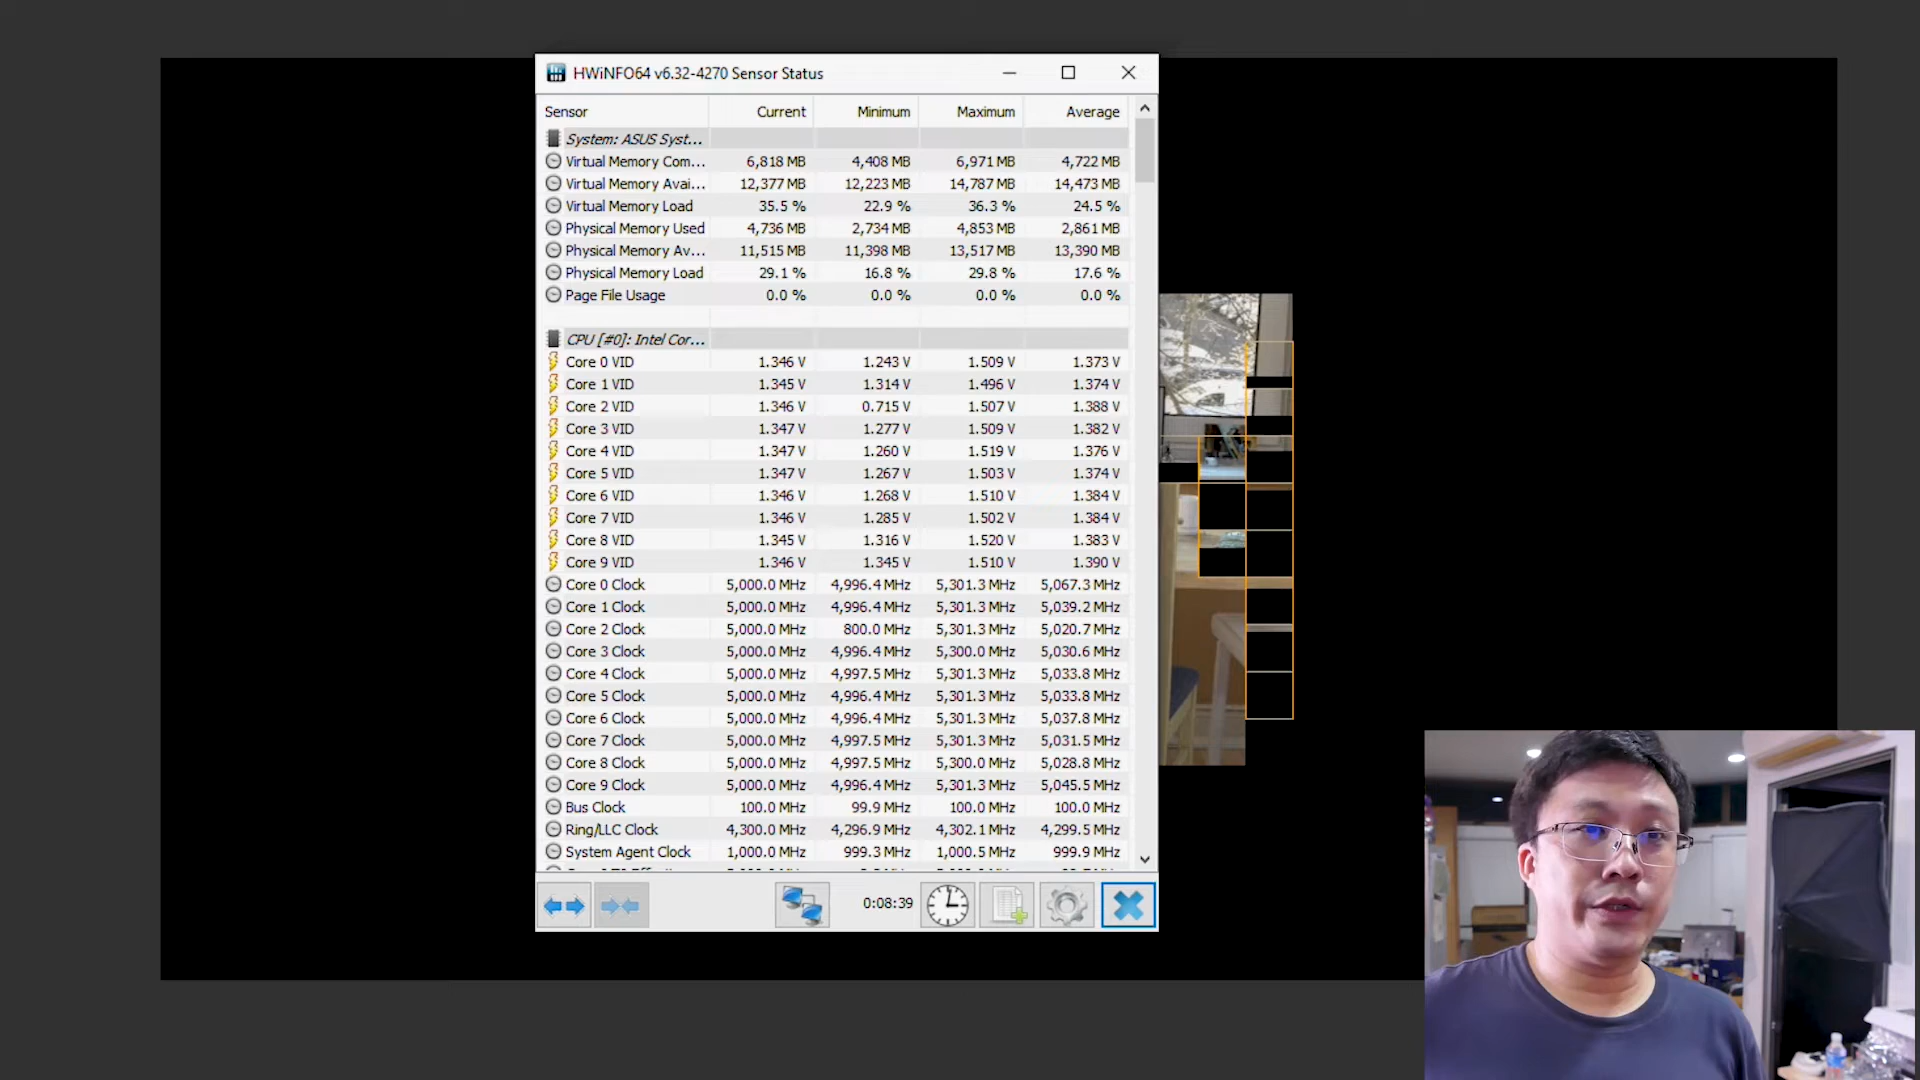 HWiNFO64 v6.32-4270 Sensor Status
Sensor Current Minimum Maximum Average
System: ASUS Syst...
Virtual Memory Com... 6,818 MB 4,408 MB 6,971 MB 4,722 MB
Virtual Memory Avai... 12,377 MB 12,223 MB 14,787 MB 14,473 MB
Virtual Memory Load 35.5 % 22.9 % 36.3 % 24.5 %
Physical Memory Used 4,736 MB 2,734 MB 4,853 MB 2,861 MB
Physical Memory Av... 11,515 MB 11,398 MB 13,517 MB 13,390 MB
Physical Memory Load 29.1 % 16.8 % 29.8 % 17.6 %
Page File Usage 0.0 % 0.0 % 0.0 % 0.0 %
CPU [#0]: Intel Cor...
Core 0 VID 1.346 V 1.243 V 1.509 V 1.373 V
Core 1 VID 1.345 V 1.314 V 1.496 V 1.374 V
Core 2 VID 1.346 V 0.715 V 1.507 V 1.388 V
Core 3 VID 1.347 V 1.277 V 1.509 V 1.382 V
Core 4 VID 1.347 V 1.260 V 1.519 V 1.376 V
Core 5 VID 1.347 V 1.267 V 1.503 V 1.374 V
Core 6 VID 1.346 V 1.268 V 1.510 V 1.384 V
Core 7 VID 1.346 V 1.285 V 1.502 V 1.384 V
Core 8 VID 1.345 V 1.316 V 1.520 V 1.383 V
Core 9 VID 1.346 V 1.345 V 1.510 V 1.390 V
Core 0 Clock 5,000.0 MHz 4,996.4 MHz 5,301.3 MHz 5,067.3 MHz
Core 1 Clock 5,000.0 MHz 4,996.4 MHz 5,301.3 MHz 5,039.2 MHz
Core 2 Clock 5,000.0 MHz 800.0 MHz 5,301.3 MHz 5,020.7 MHz
Core 3 Clock 5,000.0 MHz 4,996.4 MHz 5,300.0 MHz 5,030.6 MHz
Core 4 Clock 5,000.0 MHz 4,997.5 MHz 5,301.3 MHz 5,033.8 MHz
Core 5 Clock 5,000.0 MHz 4,996.4 MHz 5,301.3 MHz 5,033.8 MHz
Core 6 Clock 5,000.0 MHz 4,996.4 MHz 5,301.3 MHz 5,037.8 MHz
Core 7 Clock 5,000.0 MHz 4,997.5 MHz 5,301.3 MHz 5,031.5 MHz
Core 8 Clock 5,000.0 MHz 4,997.5 MHz 5,300.0 MHz 5,028.8 MHz
Core 9 Clock 5,000.0 MHz 4,996.4 MHz 5,301.3 MHz 5,045.5 MHz
Bus Clock 100.0 MHz 99.9 MHz 100.0 MHz 100.0 MHz
Ring/LLC Clock 4,300.0 MHz 4,296.9 MHz 4,302.1 MHz 4,299.5 MHz
System Agent Clock 1,000.0 MHz 999.3 MHz 1,000.5 MHz 999.9 MHz
0:08:39